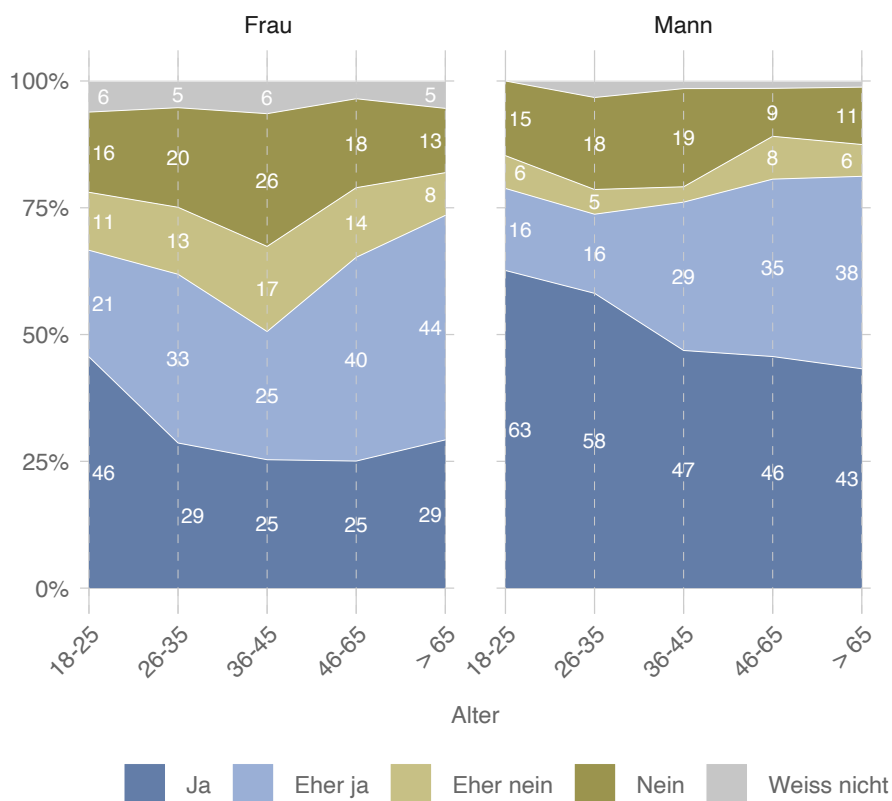 Frau Mann
100%
75%
50%
25%
0%
6 5 6 5
16 20 26 18 13
11 13 17 14 8
21 33 25 40 44
46 29 25 25 29
15 18 19 9 11
6 5 8 6
16 16 29 35 38
63 58 47 46 43
18-25 26-35 36-45 46-65 > 65 18-25 26-35 36-45 46-65 > 65
Alter
Ja Eher ja Eher nein Nein Weiss nicht